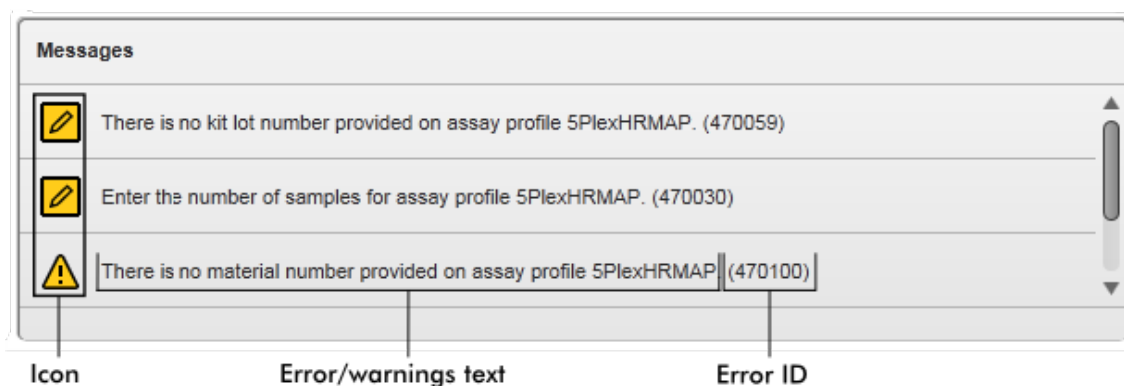 Messages
There is no kit lot number provided on assay profile 5PlexHRMAP. (470059)
Enter the number of samples for assay profile 5PlexHRMAP. (470030)
There is no material number provided on assay profile 5PlexHRMAP. (470100)
Icon Error/warnings text Error ID